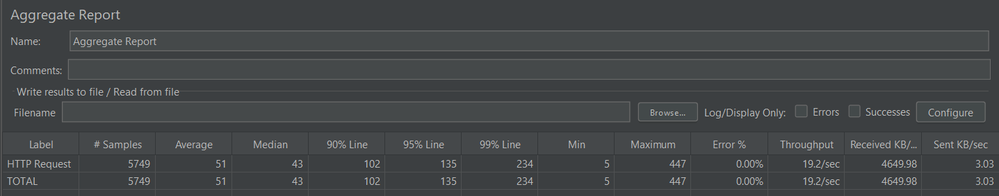 Aggregate Report
Name: Aggregate Report
Comments:
Write results to file / Read from file
Filename Browse... Log/Display Only: Errors Successes Configure
Label # Samples Average Median 90% Line 95% Line 99% Line Min Maximum Error % Throughput Received KB/... Sent KB/sec
HTTP Request 5749 51 43 102 135 234 5 447 0.00% 19.2/sec 4649.98 3.03
TOTAL 5749 51 43 102 135 234 5 447 0.00% 19.2/sec 4649.98 3.03